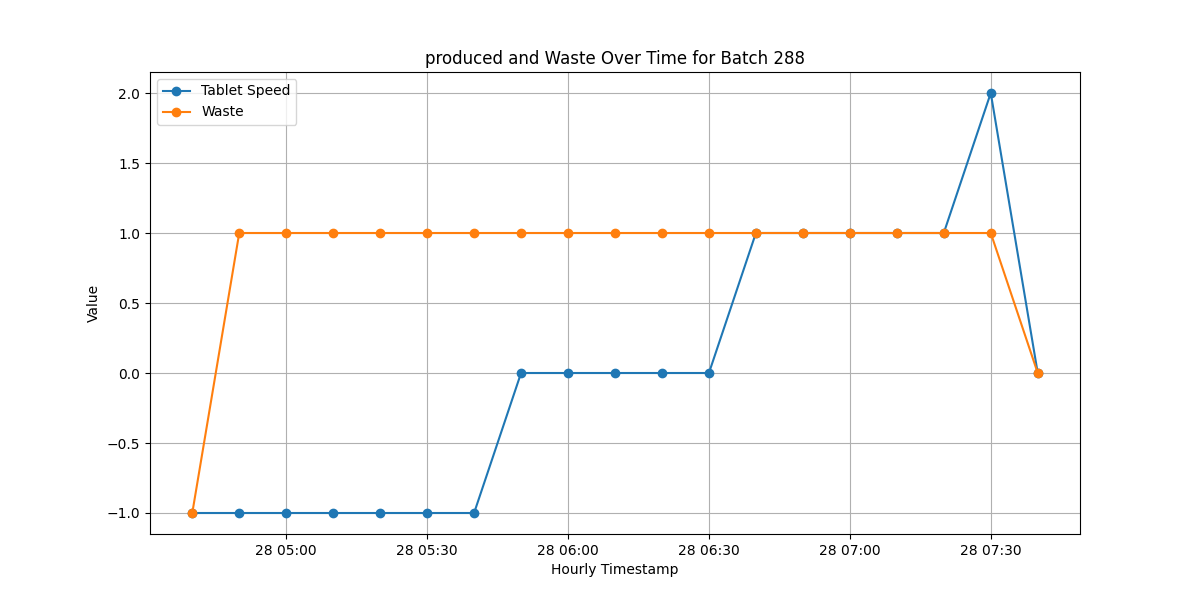 produced and Waste Over Time for Batch 288
Tablet Speed
Waste
2.0
1.5
1.0
0.5
0.0
−0.5
−1.0
Value
28 05:00 28 05:30 28 06:00 28 06:30 28 07:00 28 07:30
Hourly Timestamp